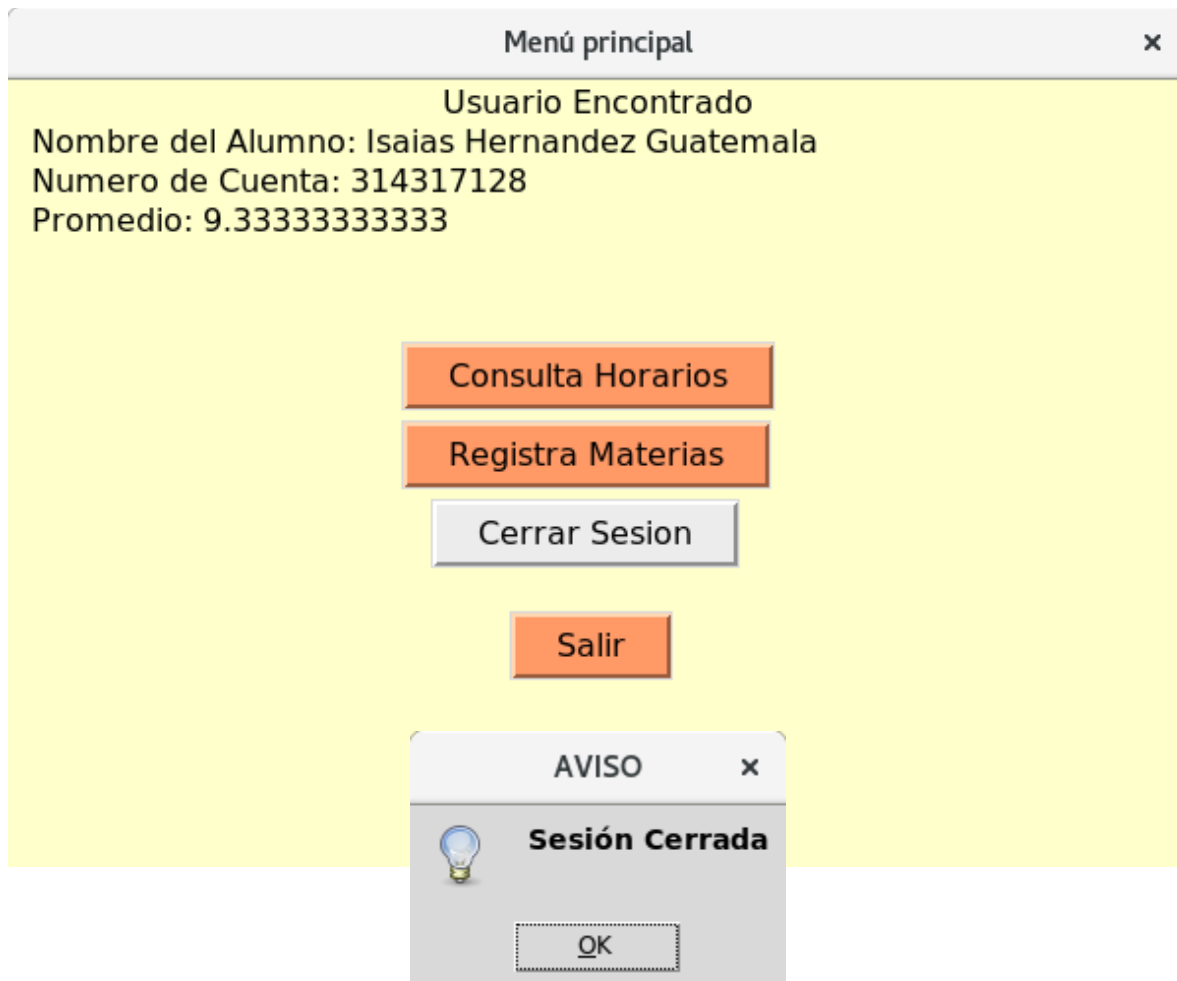 Menú principal
Usuario Encontrado
Nombre del Alumno: Isaias Hernandez Guatemala
Numero de Cuenta: 314317128
Promedio: 9.33333333333
Consulta Horarios
Registra Materias
Cerrar Sesion
Salir
AVISO
Sesión Cerrada
OK